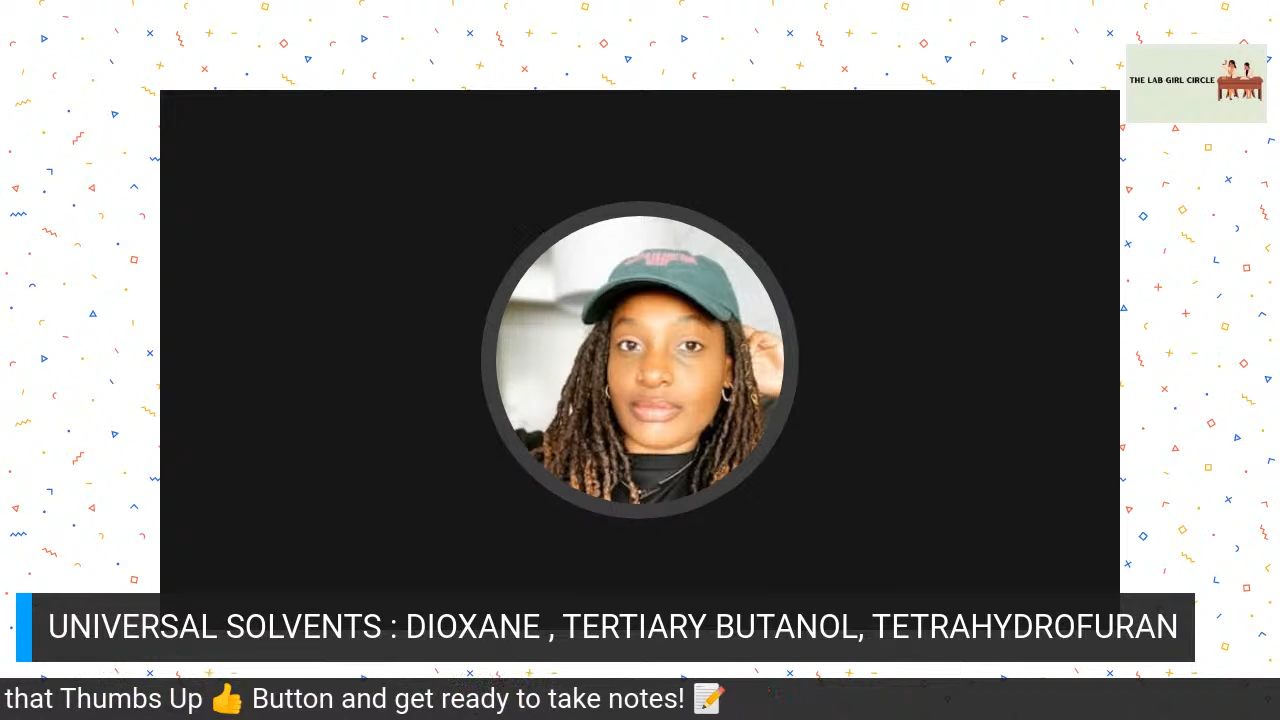 THE LAB GIRL CIRCLE
UNIVERSAL SOLVENTS : DIOXANE , TERTIARY BUTANOL, TETRAHYDROFURAN
that Thumbs Up 👍 Button and get ready to take notes! 📝